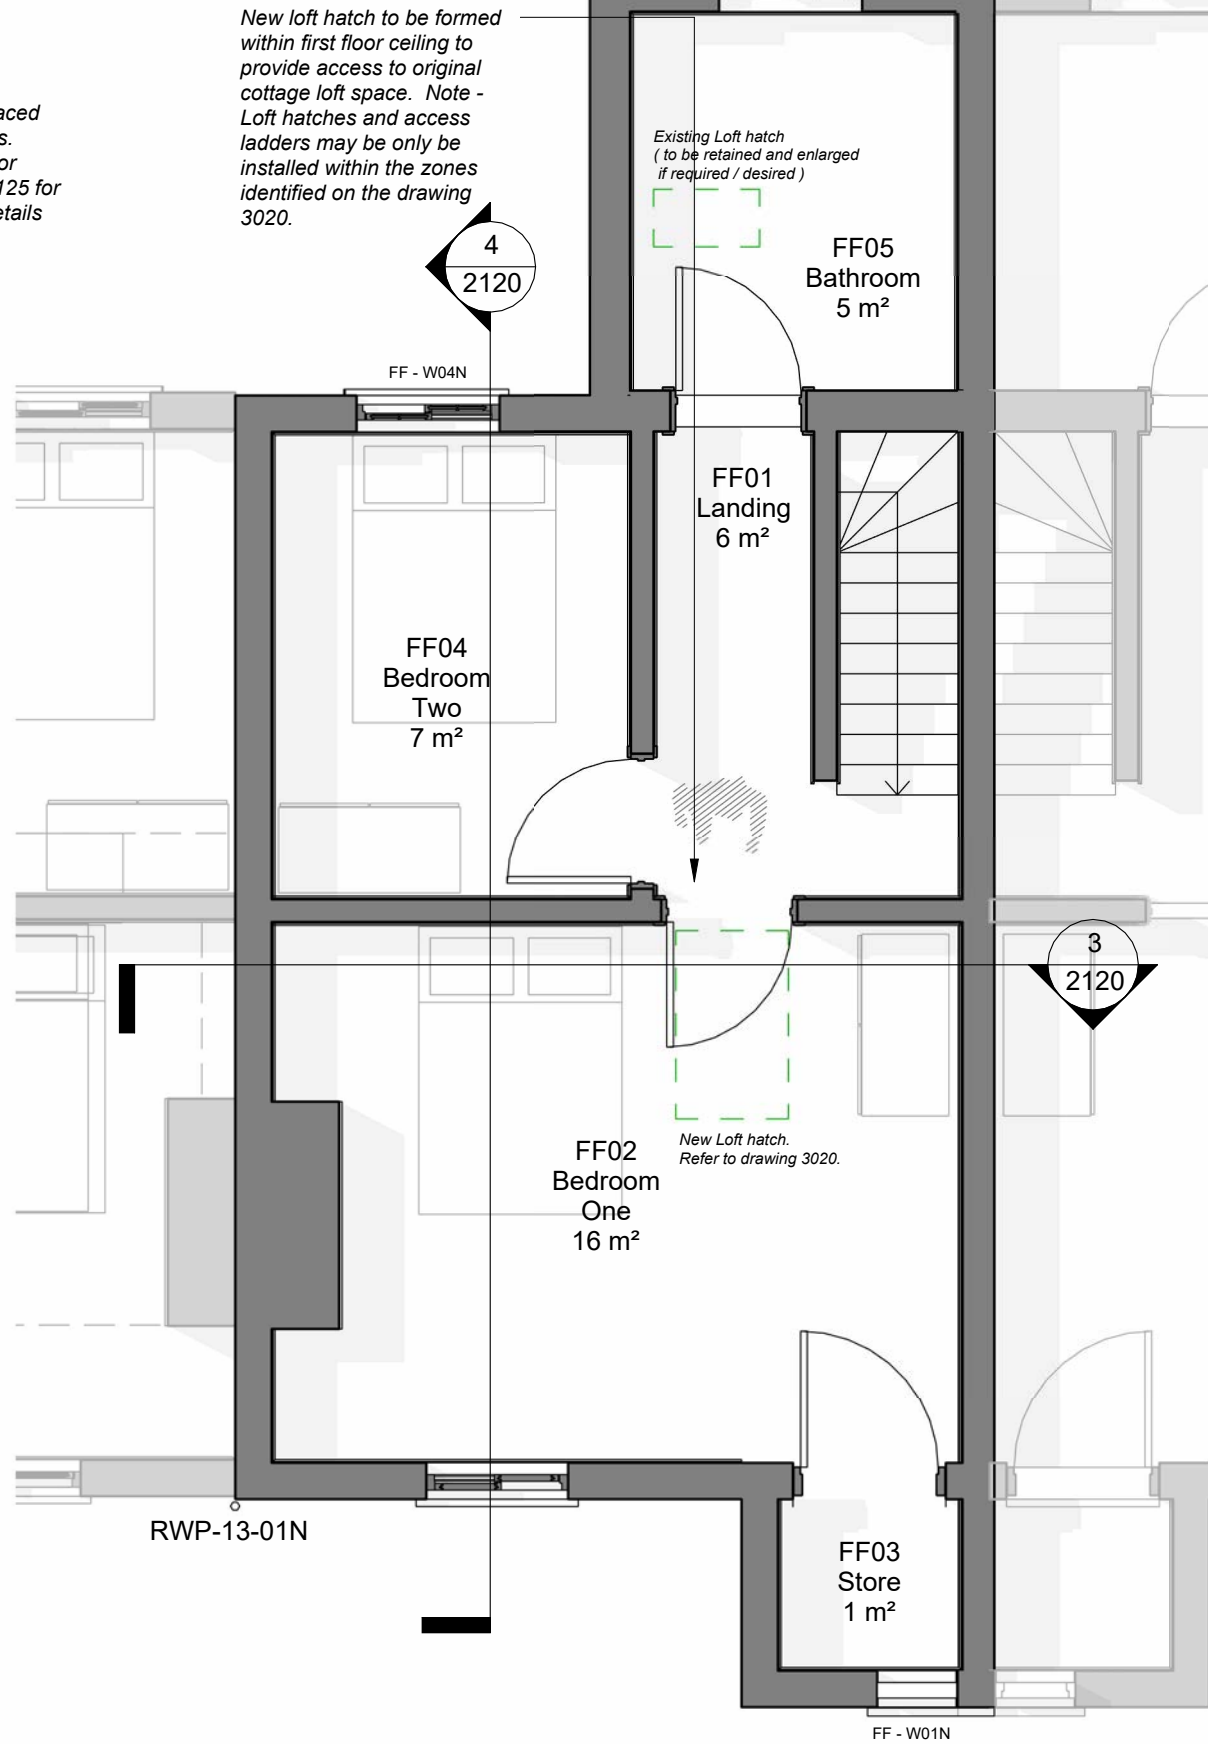 New loft hatch to be formed
within first floor ceiling to
provide access to original
cottage loft space. Note -
Loft hatches and access
ladders may be only be
installed within the zones
identified on the drawing
3020.
s.
or
125 for
Existing Loft hatch
( to be retained and enlarged
if required / desired )
4
2120
FF05
Bathroom
5 m²
FF - W04N
FF01
Landing
6 m²
FF04
Bedroom
Two
7 m²
3
2120
New Loft hatch.
Refer to drawing 3020.
FF02
Bedroom
One
16 m²
RWP-13-01N
FF03
Store
1 m²
FF - W01N